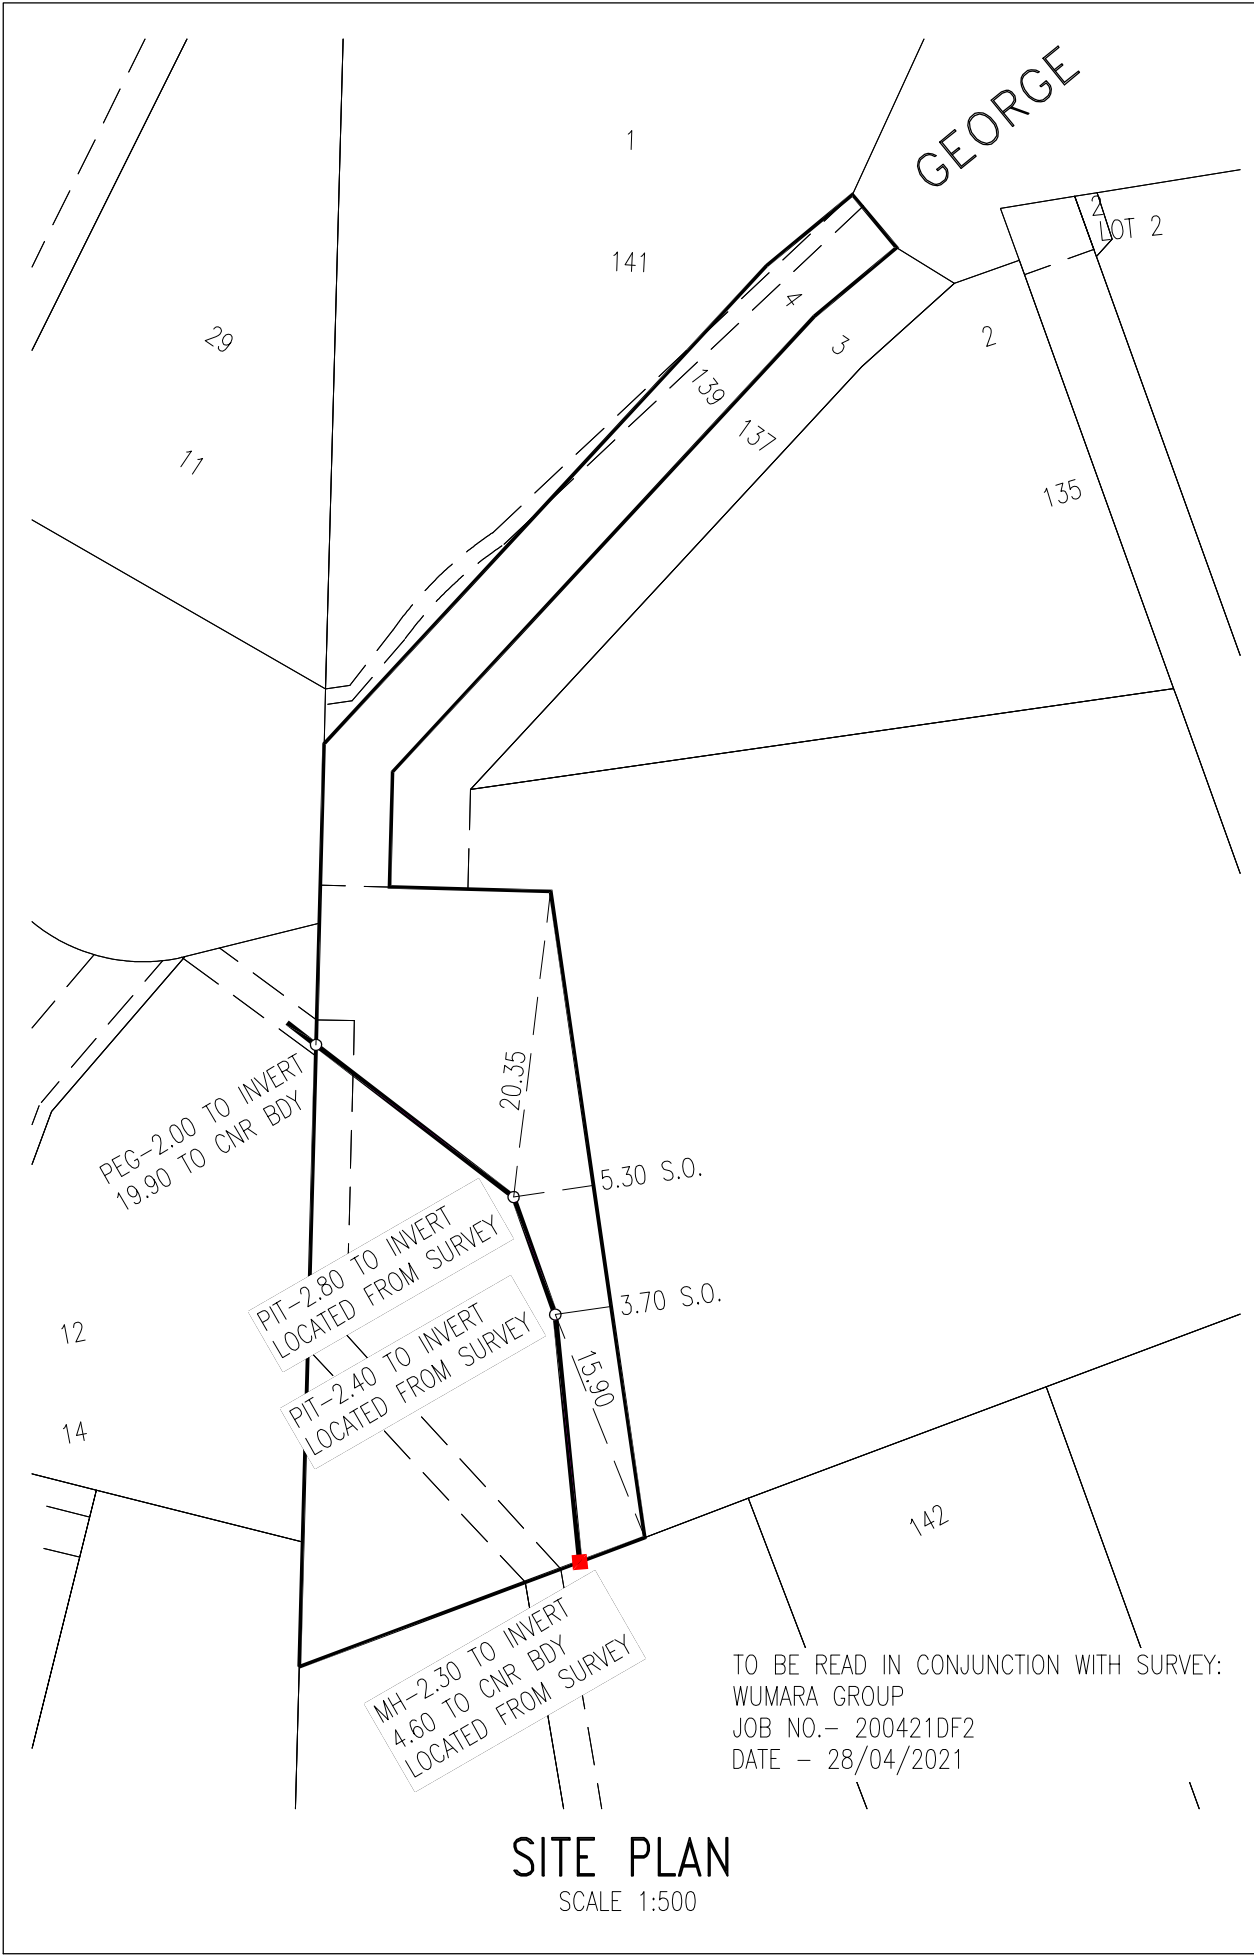 GEORGE
1
2
LOT 2
141
4
29
3
2
139
11
137
135
20.35
PEG-2.00 TO INVERT
19.90 TO CNR BDY
5.30 S.O.
PIT-2.80 TO INVERT
LOCATED FROM SURVEY
3.70 S.O.
12
PIT-2.40 TO INVERT
LOCATED FROM SURVEY
15.90
14
142
MH-2.30 TO INVERT
4.60 TO CNR BDY
LOCATED FROM SURVEY
TO BE READ IN CONJUNCTION WITH SURVEY:
WUMARA GROUP
JOB NO.- 200421DF2
DATE - 28/04/2021
SITE PLAN
SCALE 1:500